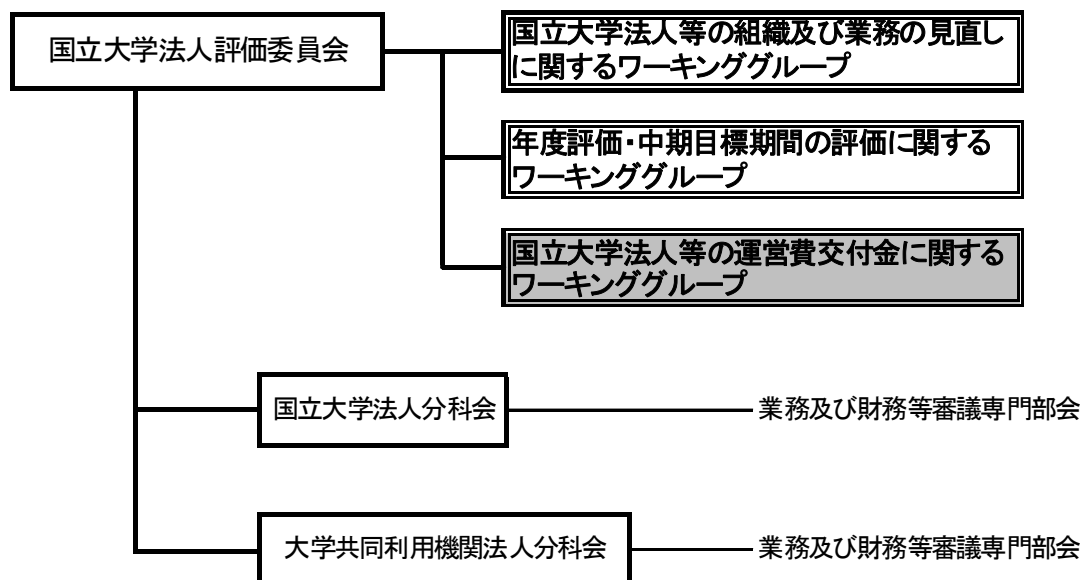 国立大学法人評価委員会
国立大学法人等の組織及び業務の見直し
に関するワーキンググループ
年度評価・中期目標期間の評価に関する
ワーキンググループ
国立大学法人等の運営費交付金に関する
ワーキンググループ
国立大学法人分科会
業務及び財務等審議専門部会
大学共同利用機関法人分科会
業務及び財務等審議専門部会